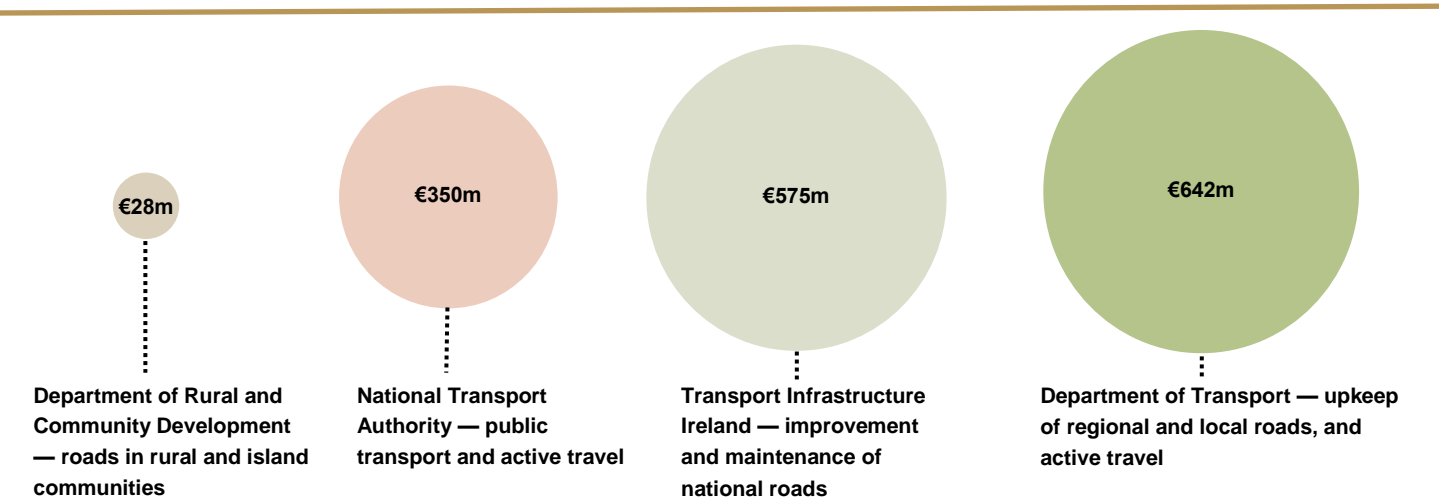 €28m
€350m
€575m
€642m
Department of Rural and
Community Development
— roads in rural and island
communities
National Transport
Authority — public
transport and active travel
Transport Infrastructure
Ireland — improvement
and maintenance of
national roads
Department of Transport — upkeep
of regional and local roads, and
active travel